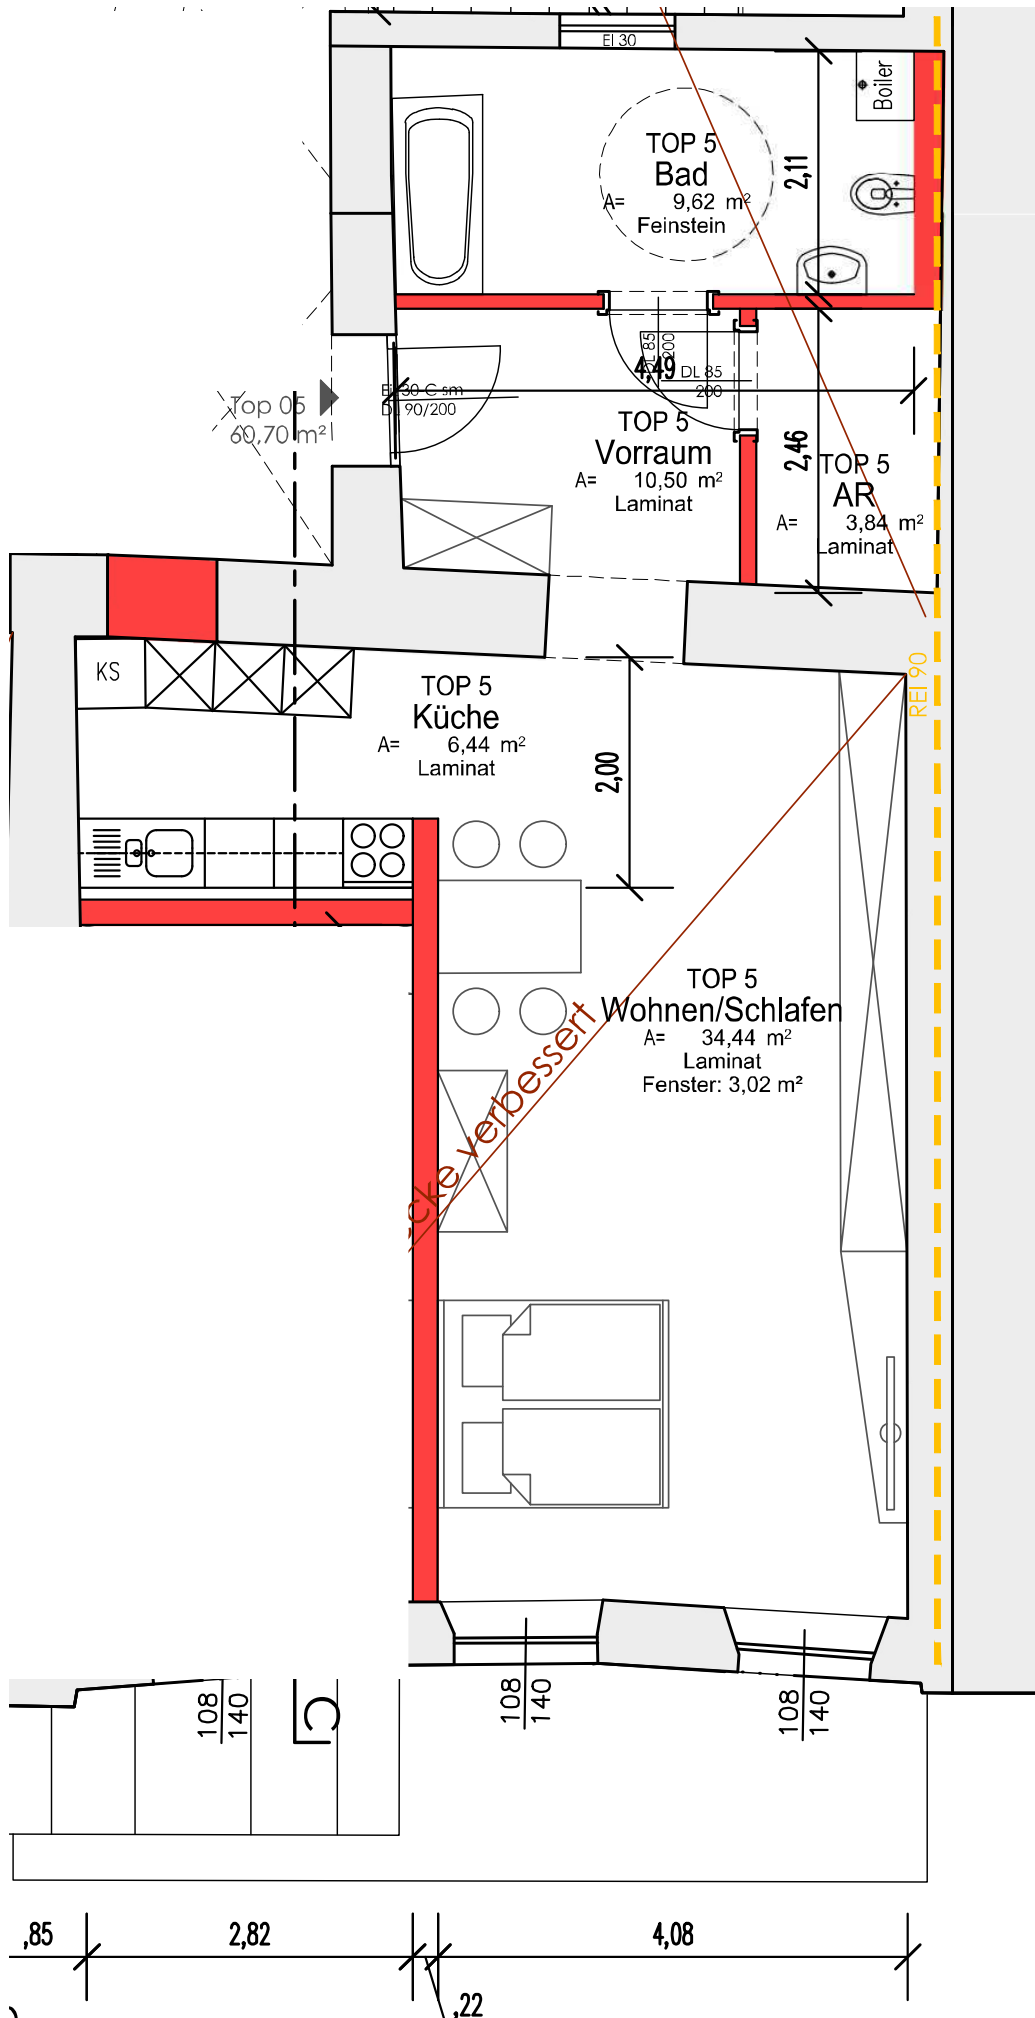 EI 30
Boiler
TOP 5
Bad
A= 9,62 m²
Feinstein
2,11
DL 85
200
4,49
DL 85
200
EI 30-C-sm
DL 90/200
Top 05
60,70 m²
TOP 5
Vorraum
A= 10,50 m²
Laminat
2,46
TOP 5
AR
A= 3,84 m²
Laminat
REI 90
KS
TOP 5
Küche
A= 6,44 m²
Laminat
2,00
TOP 5
Wohnen/Schlafen
A= 34,44 m²
Laminat
Fenster: 3,02 m²
cke verbessert
108
140
C
108
140
108
140
,85
2,82
4,08
,22